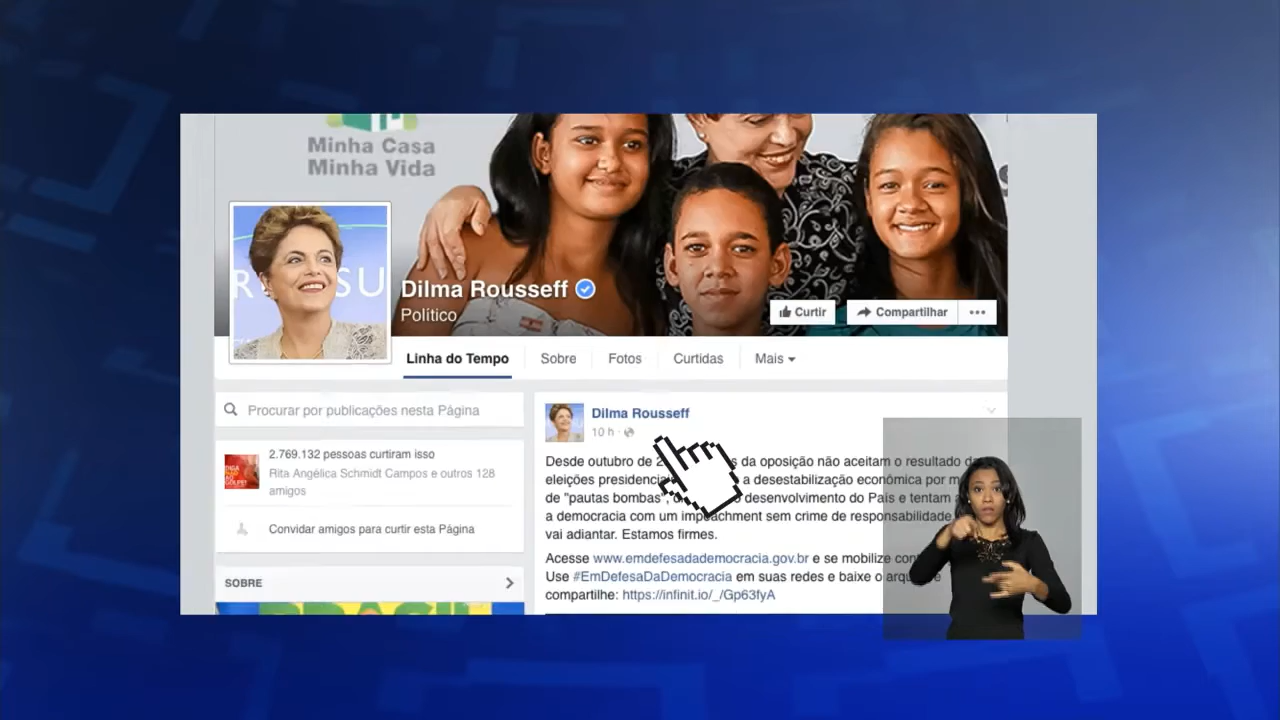 Minha Casa
Minha Vida
Dilma Rousseff
Político
Curtir
Compartilhar
Linha do Tempo
Sobre
Fotos
Curtidas
Mais
Procurar por publicações nesta Página
2.769.132 pessoas curtiram isso
Rita Angélica Schmidt Campos e outros 128
amigos
Convidar amigos para curtir esta Página
SOBRE
BRASIL
Dilma Rousseff
10 h
Desde outubro de da oposição não aceitam o resultado
eleições a desestabilização econômica por
de "pautas bombas", desenvolvimento do País e tentam
a democracia com um impeachment sem crime de responsabilidade
vai adiantar. Estamos firmes.
Acesse www.emdefesadademocracia.gov.br e se mobilize
Use #EmDefesaDaDemocracia em suas redes e baixe o
compartilhe: https://infinit.io/_/Gp63fyA